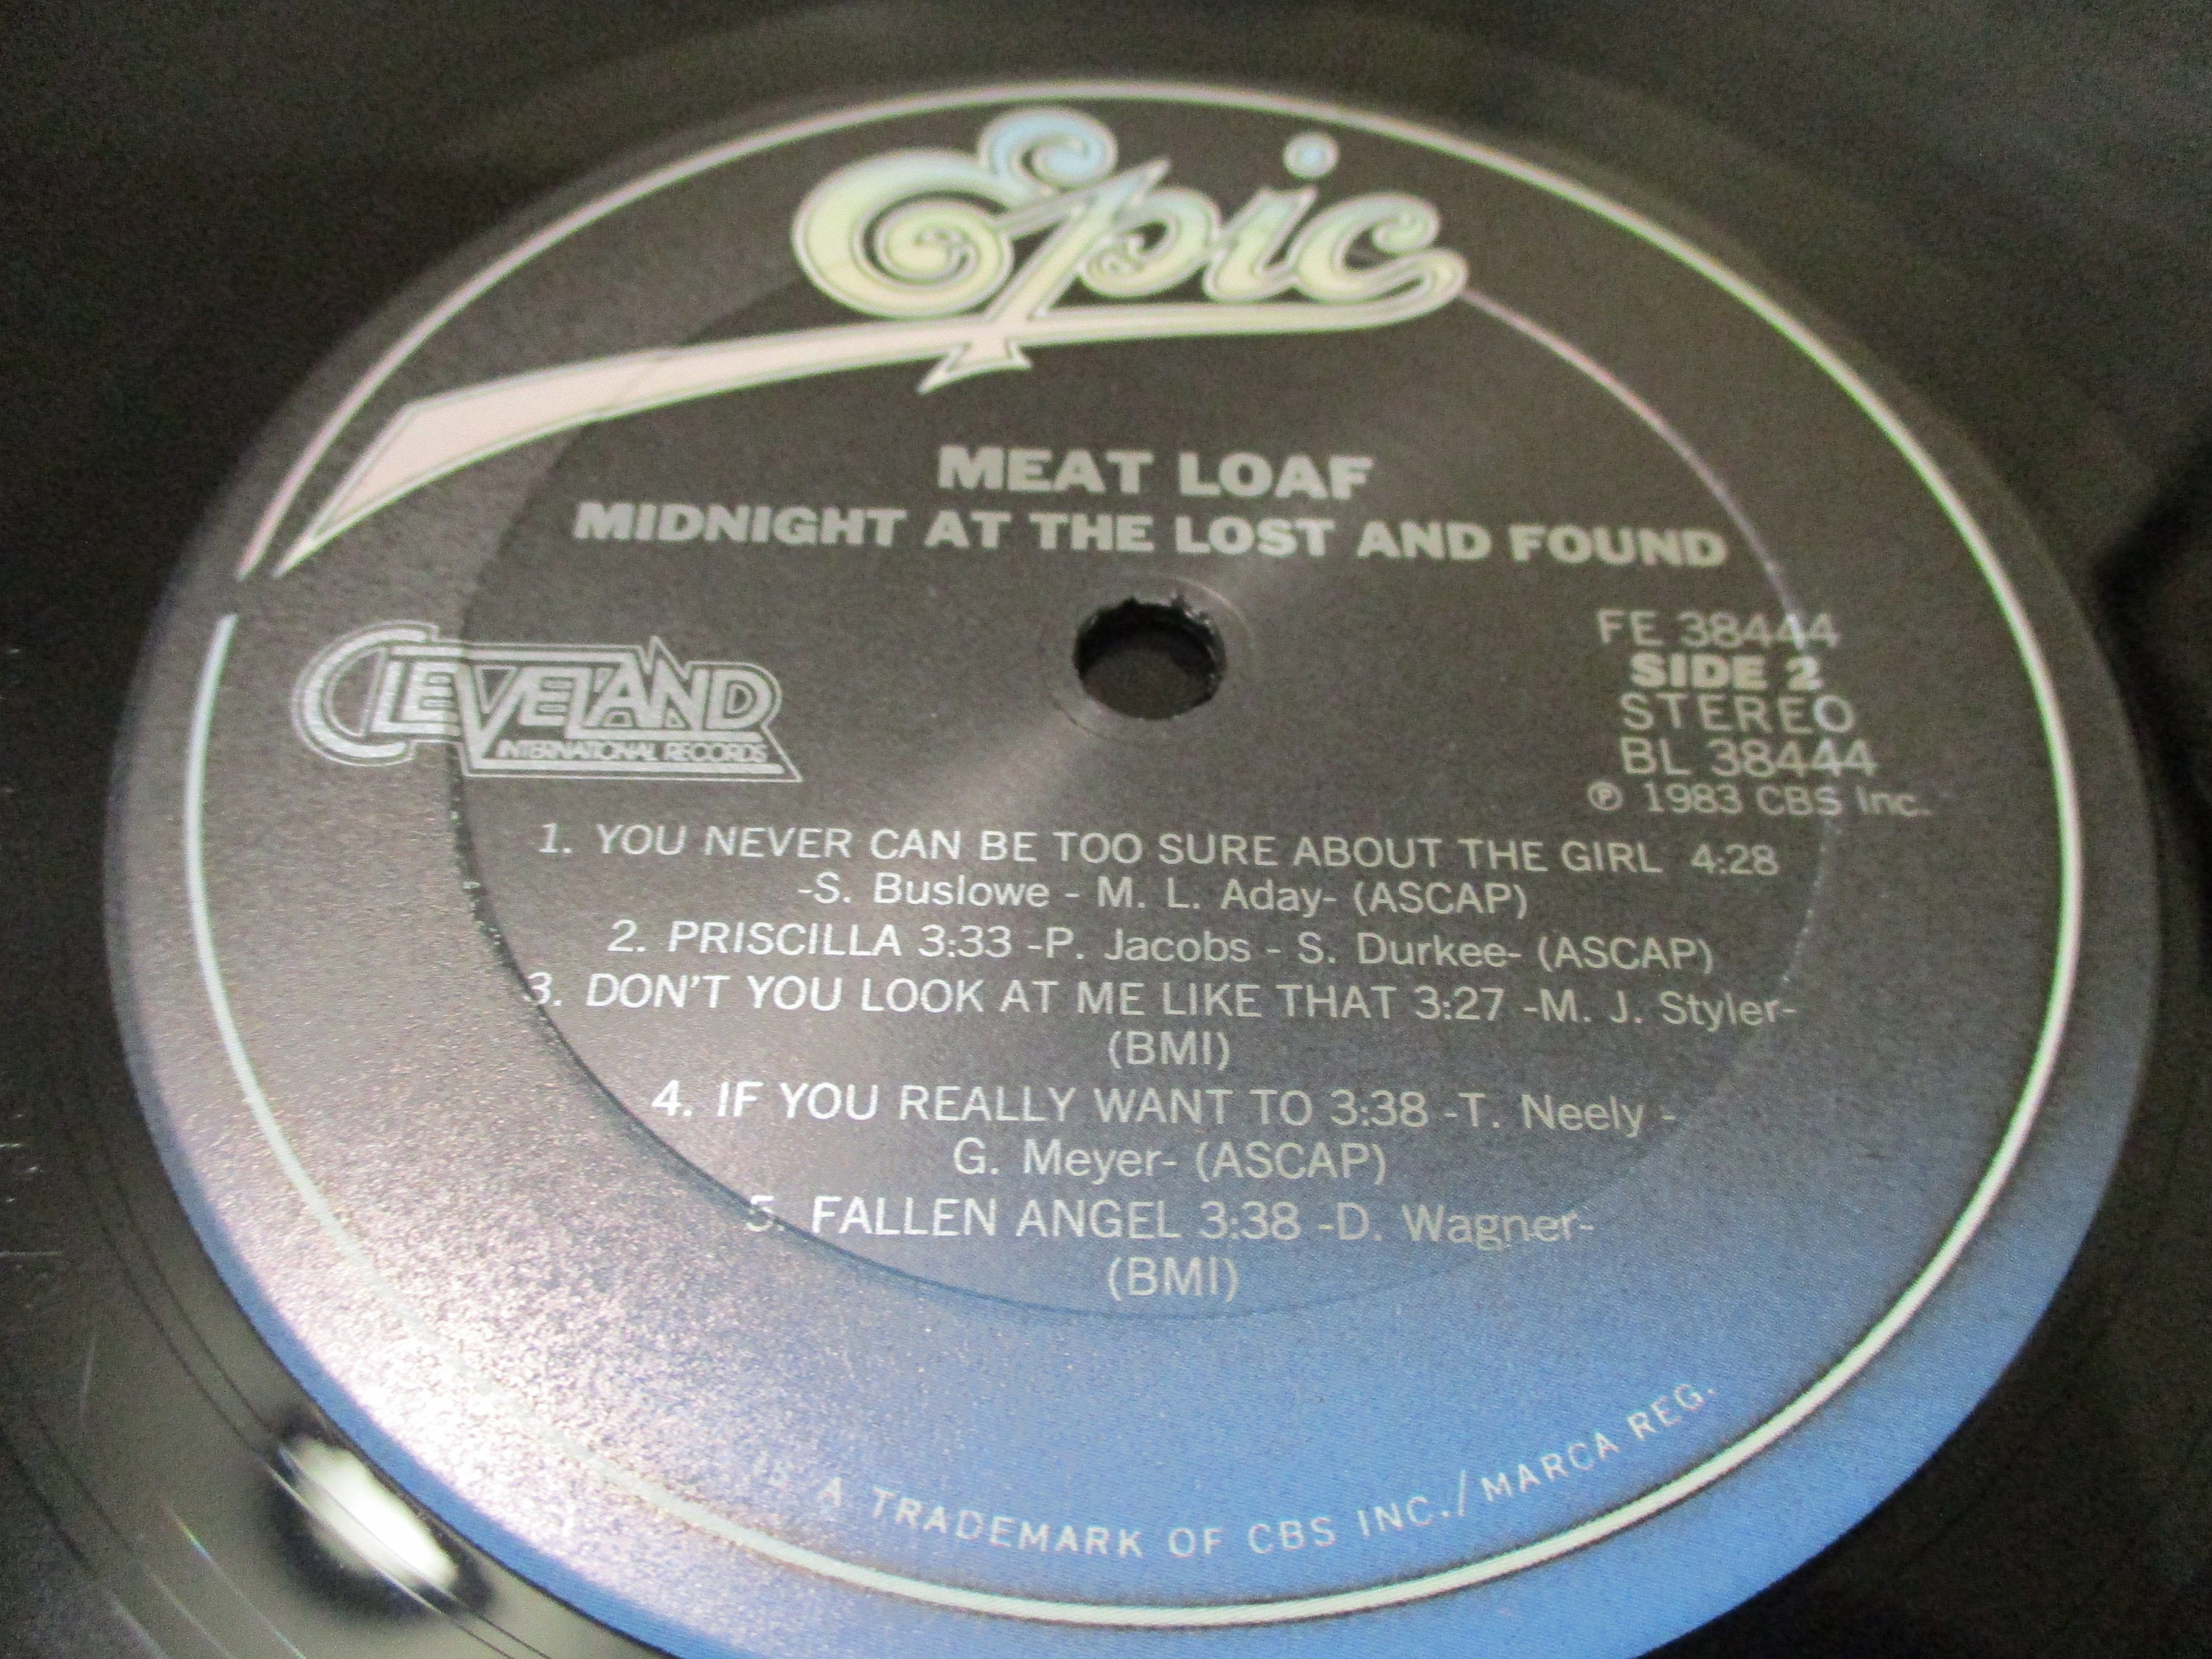 Epic
MEAT LOAF
MIDNIGHT AT THE LOST AND FOUND
CLEVELAND
INTERNATIONAL RECORDS
FE 38444
SIDE 2
STEREO
BL 38444
℗ 1983 CBS Inc.
1. YOU NEVER CAN BE TOO SURE ABOUT THE GIRL 4:28
-S. Buslowe - M. L. Aday- (ASCAP)
2. PRISCILLA 3:33 -P. Jacobs - S. Durkee- (ASCAP)
3. DON'T YOU LOOK AT ME LIKE THAT 3:27 -M. J. Styler-
(BMI)
4. IF YOU REALLY WANT TO 3:38 -T. Neely -
G. Meyer- (ASCAP)
5. FALLEN ANGEL 3:38 -D. Wagner-
(BMI)
IS A TRADEMARK OF CBS INC./MARCA REG.